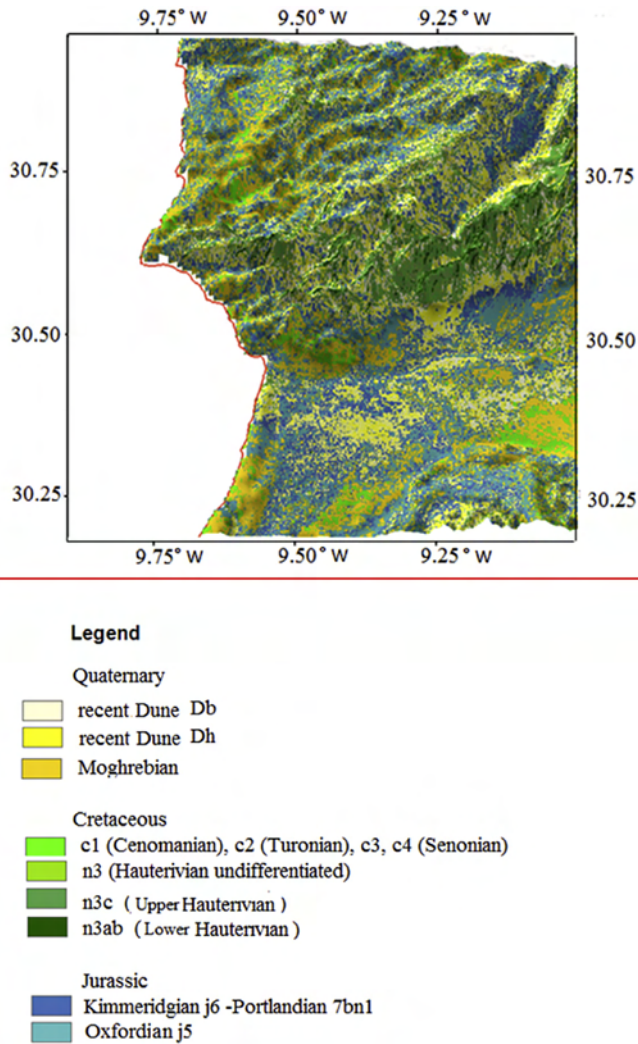 9.75° W 9.50° W 9.25° W
30.75 30.75
30.50 30.50
30.25 30.25
9.75° W 9.50° W 9.25° W
Legend
Quaternary
recent Dune Db
recent Dune Dh
Moghrebian
Cretaceous
c1 (Cenomanian), c2 (Turonian), c3, c4 (Senonian)
n3 (Hauterivian undifferentiated)
n3c ( Upper Hauterivian )
n3ab ( Lower Hauterivian )
Jurassic
Kimmeridgian j6 -Portlandian 7bn1
Oxfordian j5